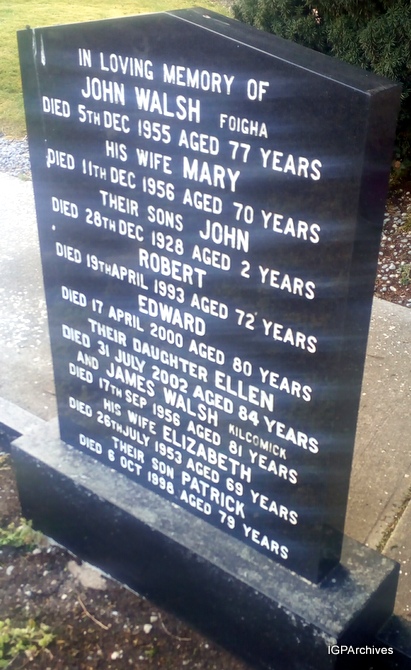 IN LOVING MEMORY OF
JOHN WALSH FOIGHA
DIED 5TH DEC 1955 AGED 77 YEARS
HIS WIFE MARY
DIED 11TH DEC 1956 AGED 70 YEARS
THEIR SONS JOHN
DIED 28TH DEC 1928 AGED 2 YEARS
ROBERT
DIED 19TH APRIL 1993 AGED 72 YEARS
EDWARD
DIED 17 APRIL 2000 AGED 80 YEARS
THEIR DAUGHTER ELLEN
DIED 31 JULY 2002 AGED 84 YEARS
AND JAMES WALSH KILCOMICK
DIED 17TH SEP 1956 AGED 81 YEARS
HIS WIFE ELIZABETH
DIED 26TH JULY 1953 AGED 69 YEARS
THEIR SON PATRICK
DIED 6 OCT 1998 AGED 79 YEARS
IGPArchives